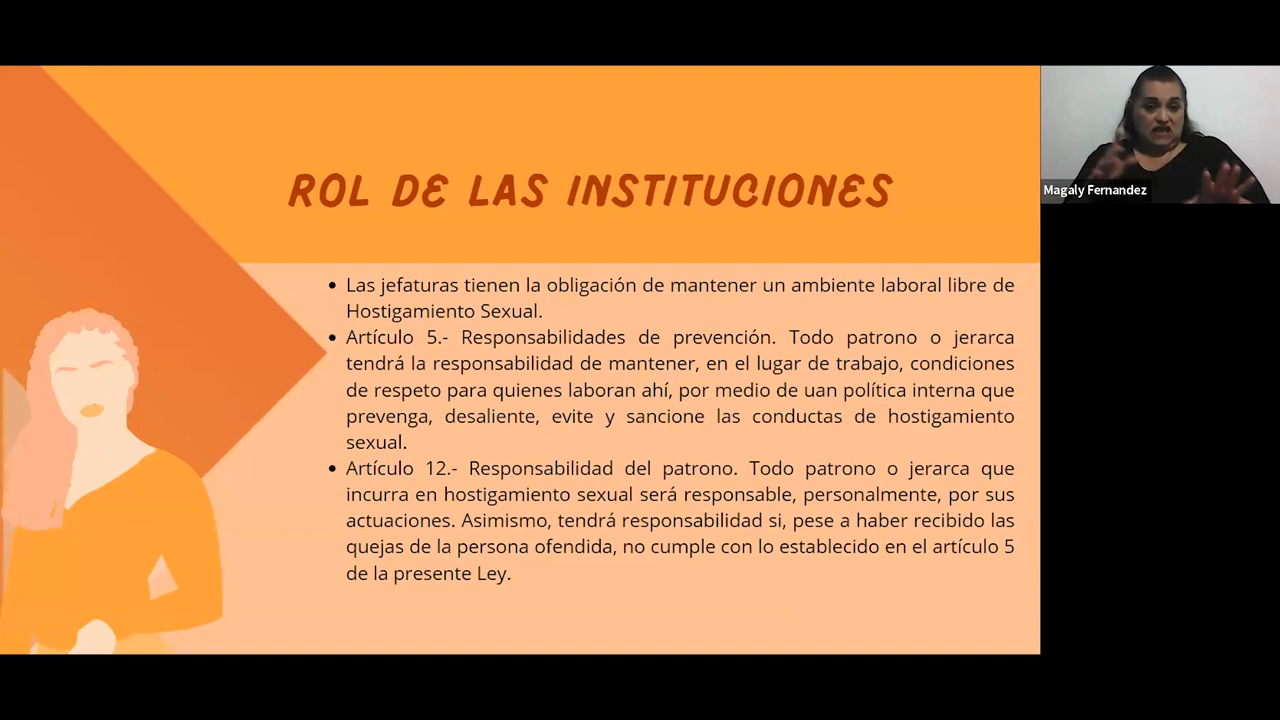 ROL DE LAS INSTITUCIONES
Magaly Fernandez
Las jefaturas tienen la obligación de mantener un ambiente laboral libre de
Hostigamiento Sexual.
Artículo 5.- Responsabilidades de prevención. Todo patrono o jerarca
tendrá la responsabilidad de mantener, en el lugar de trabajo, condiciones
de respeto para quienes laboran ahí, por medio de uan política interna que
prevenga, desaliente, evite y sancione las conductas de hostigamiento
sexual.
Artículo 12.- Responsabilidad del patrono. Todo patrono o jerarca que
incurra en hostigamiento sexual será responsable, personalmente, por sus
actuaciones. Asimismo, tendrá responsabilidad si, pese a haber recibido las
quejas de la persona ofendida, no cumple con lo establecido en el artículo 5
de la presente Ley.